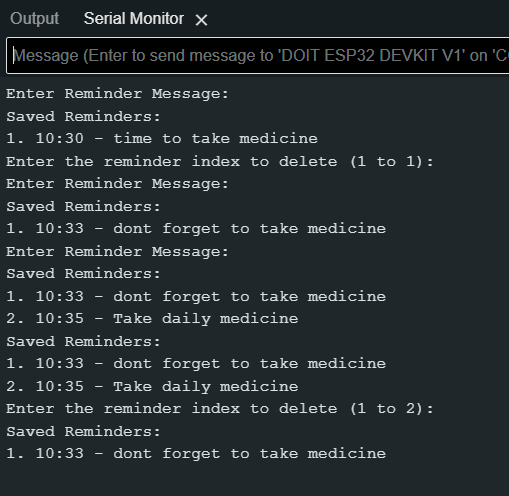 Output Serial Monitor ×
Message (Enter to send message to 'DOIT ESP32 DEVKIT V1' on 'C
Enter Reminder Message:
Saved Reminders:
1. 10:30 - time to take medicine
Enter the reminder index to delete (1 to 1):
Enter Reminder Message:
Saved Reminders:
1. 10:33 - dont forget to take medicine
Enter Reminder Message:
Saved Reminders:
1. 10:33 - dont forget to take medicine
2. 10:35 - Take daily medicine
Saved Reminders:
1. 10:33 - dont forget to take medicine
2. 10:35 - Take daily medicine
Enter the reminder index to delete (1 to 2):
Saved Reminders:
1. 10:33 - dont forget to take medicine